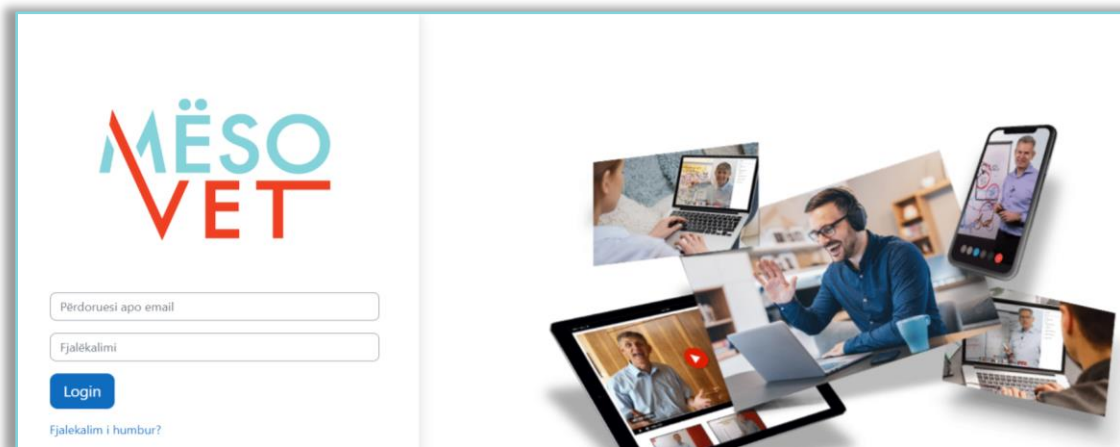 MËSO
VET
Përdoruesi apo email
Fjalëkalimi
Login
Fjalekalim i humbur?